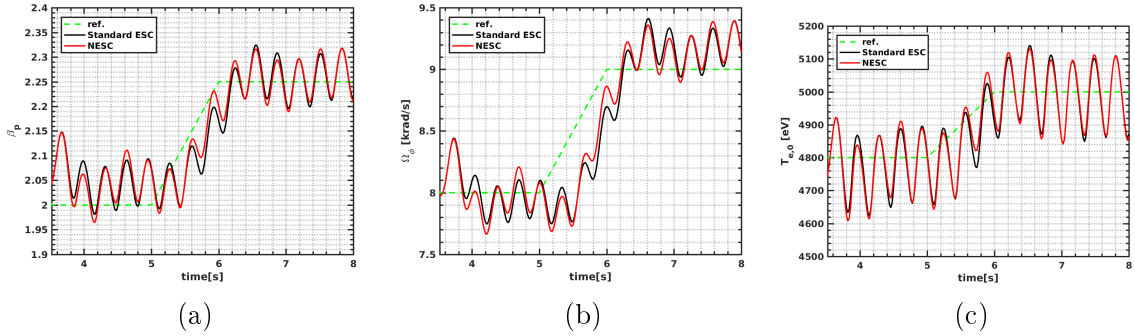 2.4
2.35
2.3
2.25
2.2
2.15
2.1
2.05
2
1.95
1.9
β_p
ref.
Standard ESC
NESC
4 5 6 7 8
time[s]
(a)
9.5
9
8.5
8
7.5
Ω_ϕ [krad/s]
ref.
Standard ESC
NESC
4 5 6 7 8
time[s]
(b)
5200
5100
5000
4900
4800
4700
4600
4500
T_e,0 [eV]
ref.
Standard ESC
NESC
4 5 6 7 8
time[s]
(c)